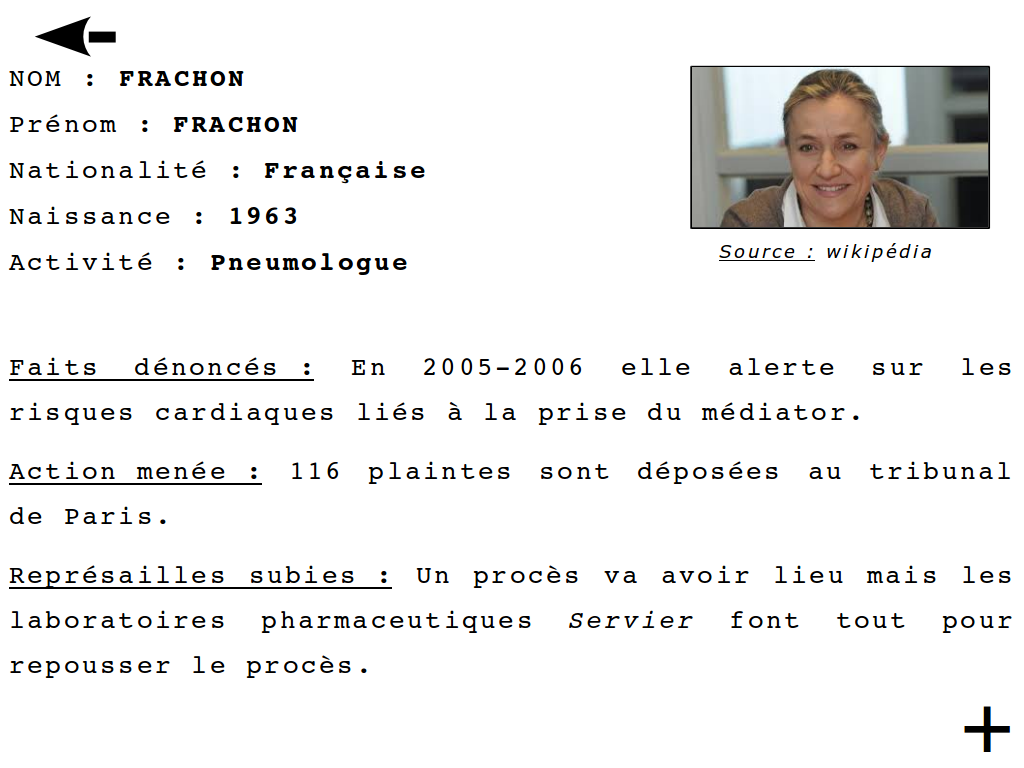 NOM : FRACHON
Prénom : FRACHON
Nationalité : Française
Naissance : 1963
Activité : Pneumologue
Source : wikipédia
Faits dénoncés : En 2005-2006 elle alerte sur les
risques cardiaques liés à la prise du médiator.
Action menée : 116 plaintes sont déposées au tribunal
de Paris.
Représailles subies : Un procès va avoir lieu mais les
laboratoires pharmaceutiques Servier font tout pour
repousser le procès.